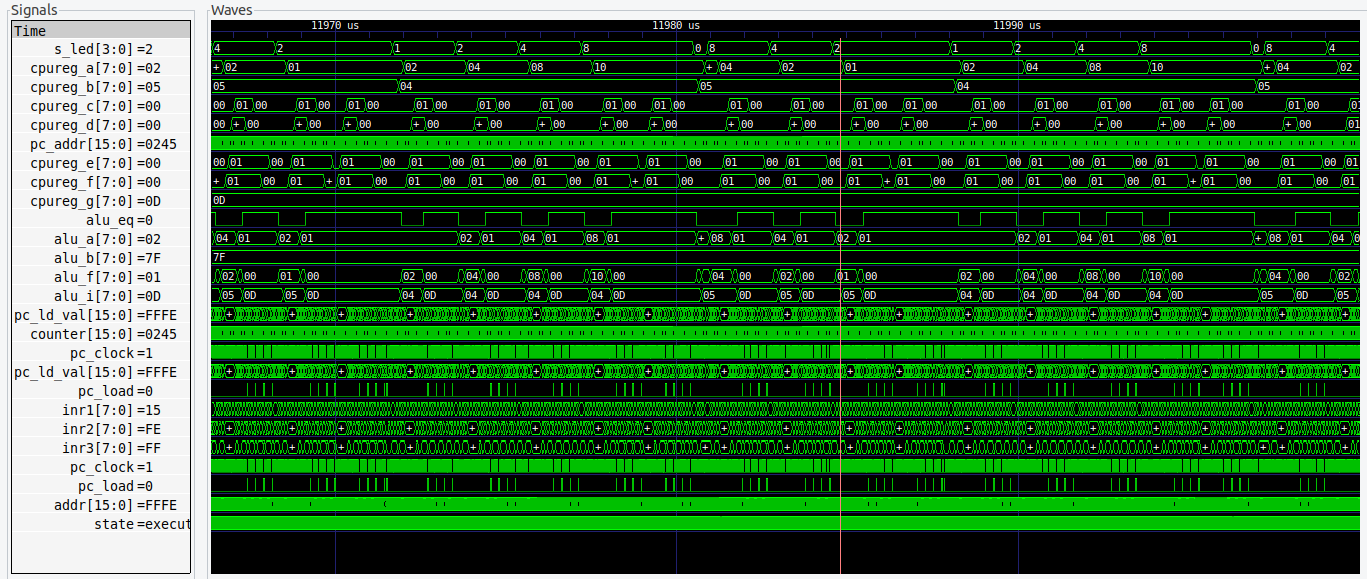 Signals
Waves
Time
11970 us 11980 us 11990 us
s_led[3:0]=2 4 2 1 2 4 8 0 8 4 2 1 2 4 8 0 8 4
cpureg_a[7:0]=02 + 02 01 02 04 08 10 + 04 02 01 02 04 08 10 + 04 02
cpureg_b[7:0]=05 05 04 05 04 05
cpureg_c[7:0]=00 00 01 00 01 00 01 00 01 00 01 00 01 00 01 00 01 00 01 00 01 00 01 00 01 00 01 00 01 00 01 00 01 00 01 00 01 00 01
cpureg_d[7:0]=00 00 + 00 + 00 + 00 + 00 + 00 + 00 + 00 + 00 + 00 + 00 + 00 + 00 + 00 + 00 + 00 + 00 + 00 + 00 01
pc_addr[15:0]=0245
cpureg_e[7:0]=00 00 01 00 01 01 00 01 00 01 00 01 00 01 01 00 01 00 01 00 01 01 00 01 00 01 00 01 00 01 01 00 01 00 01
cpureg_f[7:0]=00 + 01 00 01 + 01 00 01 00 01 00 01 00 01 + 01 00 01 00 01 00 01 + 01 00 01 00 01 00 01 00 01 + 01 00 01 00 01
cpureg_g[7:0]=0D 0D
alu_eq=0
alu_a[7:0]=02 04 01 02 01 02 01 04 01 08 01 + 08 01 04 01 02 01 02 01 04 01 08 01 + 08 01 04
alu_b[7:0]=7F 7F
alu_f[7:0]=01 02 00 01 00 02 00 04 00 08 00 10 00 04 00 02 00 01 00 02 00 04 00 08 00 10 00 04 00 02
alu_i[7:0]=0D 05 0D 05 0D 04 0D 04 0D 04 0D 04 0D 05 0D 05 0D 05 0D 04 0D 04 0D 04 0D 04 0D 05 0D 05
pc_ld_val[15:0]=FFFE + + + + + + + + + + + + + + + + + + +
counter[15:0]=0245
pc_clock=1
pc_ld_val[15:0]=FFFE + + + + + + + + + + + + + + + + + + +
pc_load=0
inr1[7:0]=15
inr2[7:0]=FE + + + + + + + + + + + + + + + + + + +
inr3[7:0]=FF + + + + + + + + + + + + + + + + + + + + +
pc_clock=1
pc_load=0
addr[15:0]=FFFE
state=execut